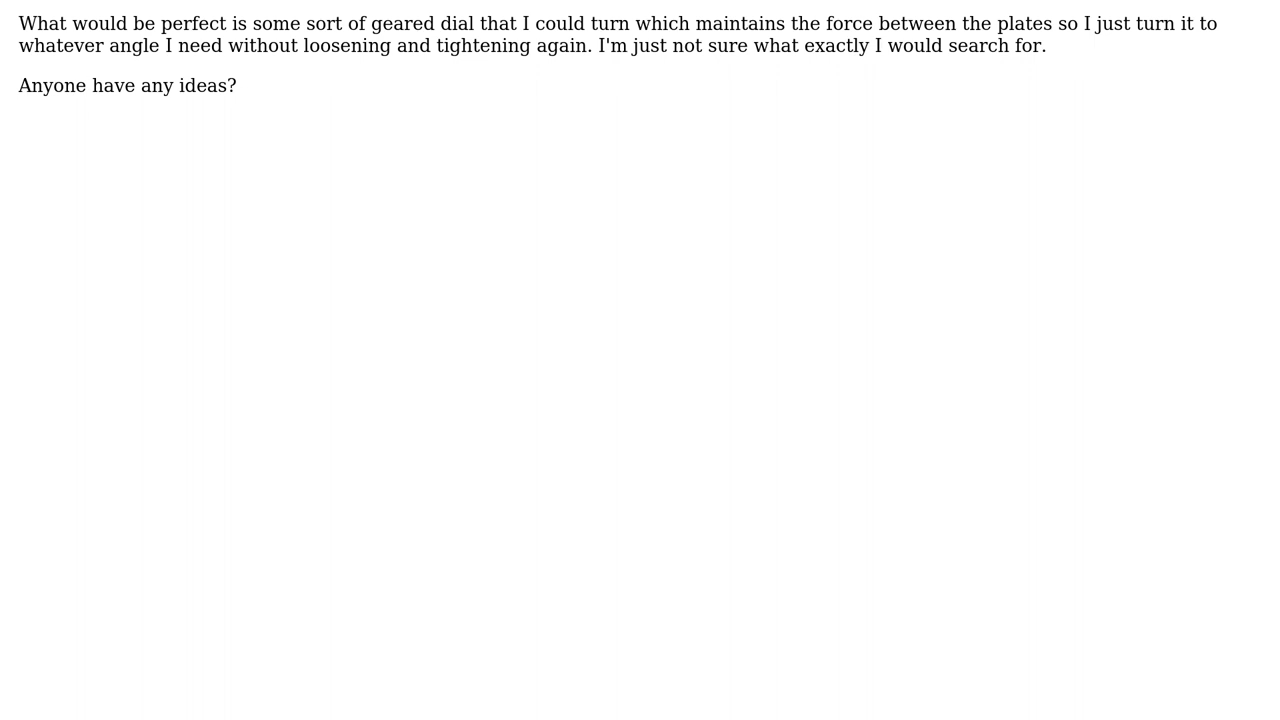 What would be perfect is some sort of geared dial that I could turn which maintains the force between the plates so I just turn it to
whatever angle I need without loosening and tightening again. I'm just not sure what exactly I would search for.
Anyone have any ideas?